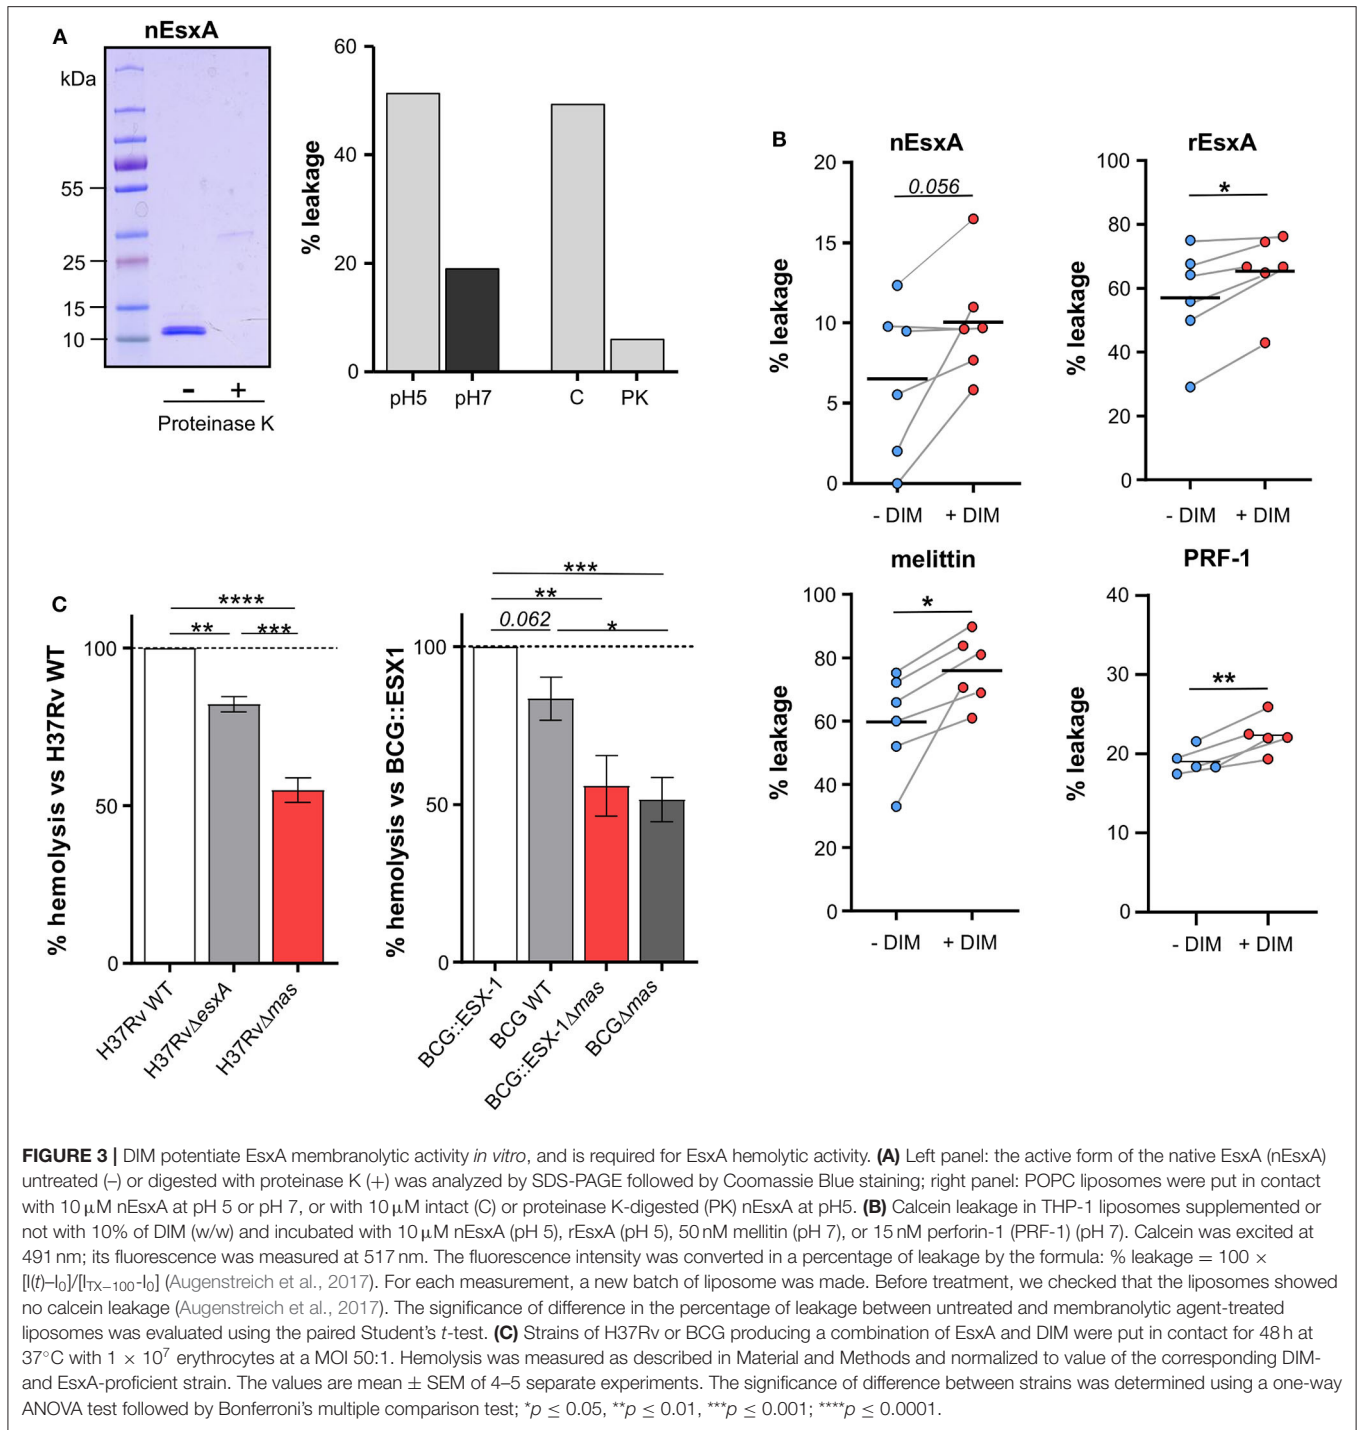 A
nEsxA
kDa
55
25
15
10
- +
Proteinase K
60
40
20
0
% leakage
pH5 pH7 C PK
B
nEsxA
20
15
10
5
0
% leakage
0.056
- DIM + DIM
rEsxA
100
80
60
40
20
0
% leakage
*
- DIM + DIM
melittin
100
80
60
40
20
0
% leakage
*
- DIM + DIM
PRF-1
40
30
20
10
0
% leakage
**
- DIM + DIM
C
****
** ***
100
50
0
% hemolysis vs H37Rv WT
H37Rv WT
H37RvΔesxA
H37RvΔmas
***
**
0.062 *
100
50
0
% hemolysis vs BCG::ESX1
BCG::ESX-1
BCG WT
BCG::ESX-1Δmas
BCGΔmas
FIGURE 3 | DIM potentiate EsxA membranolytic activity in vitro, and is required for EsxA hemolytic activity. (A) Left panel: the active form of the native EsxA (nEsxA)
untreated (–) or digested with proteinase K (+) was analyzed by SDS-PAGE followed by Coomassie Blue staining; right panel: POPC liposomes were put in contact
with 10 μM nEsxA at pH 5 or pH 7, or with 10 μM intact (C) or proteinase K-digested (PK) nEsxA at pH5. (B) Calcein leakage in THP-1 liposomes supplemented or
not with 10% of DIM (w/w) and incubated with 10 μM nEsxA (pH 5), rEsxA (pH 5), 50 nM mellitin (pH 7), or 15 nM perforin-1 (PRF-1) (pH 7). Calcein was excited at
491 nm; its fluorescence was measured at 517 nm. The fluorescence intensity was converted in a percentage of leakage by the formula: % leakage = 100 ×
[I(t)–I0]/[ITX−100-I0] (Augenstreich et al., 2017). For each measurement, a new batch of liposome was made. Before treatment, we checked that the liposomes showed
no calcein leakage (Augenstreich et al., 2017). The significance of difference in the percentage of leakage between untreated and membranolytic agent-treated
liposomes was evaluated using the paired Student's t-test. (C) Strains of H37Rv or BCG producing a combination of EsxA and DIM were put in contact for 48 h at
37°C with 1 × 10⁷ erythrocytes at a MOI 50:1. Hemolysis was measured as described in Material and Methods and normalized to value of the corresponding DIM-
and EsxA-proficient strain. The values are mean ± SEM of 4–5 separate experiments. The significance of difference between strains was determined using a one-way
ANOVA test followed by Bonferroni's multiple comparison test; *p ≤ 0.05, **p ≤ 0.01, ***p ≤ 0.001; ****p ≤ 0.0001.